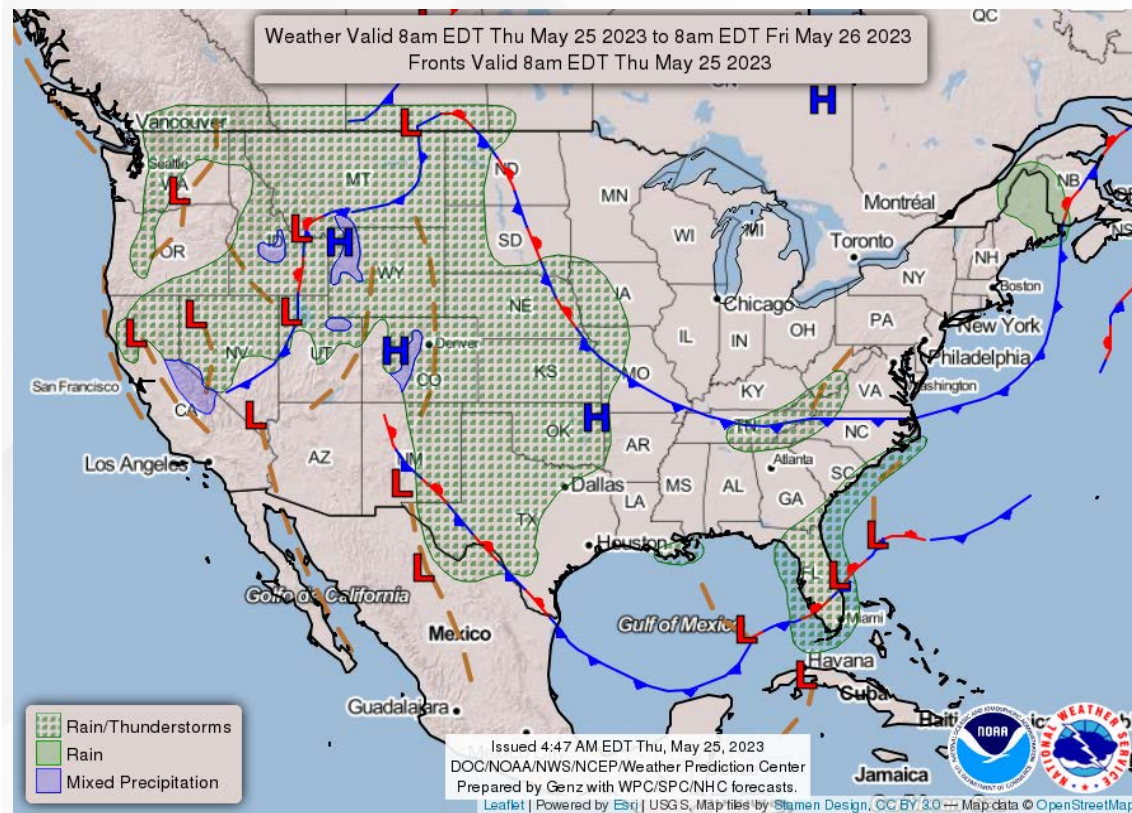 QC
Weather Valid 8am EDT Thu May 25 2023 to 8am EDT Fri May 26 2023
Fronts Valid 8am EDT Thu May 25 2023
H
Vancouver
L
Seattle
WA
L
MT
ND
MN
NB
Montréal
NS
OR
ID
L
H
WY
SD
WI
MI
Toronto
NH
NY
Boston
L
L
L
NE
IA
Chicago
PA
New York
NV
UT
H
Denver
CO
KS
IL
IN
OH
Philadelphia
San Francisco
CA
MO
KY
VA
Washington
L
H
OK
TN
NC
Los Angeles
AZ
NM
AR
Atlanta
SC
L
Dallas
MS
AL
GA
LA
TX
Houston
L
L
L
FL
Golfo de California
Mexico
Gulf of Mexico
L
Miami
Havana
L
Cuba
Guadalajara
Haiti
Jamaica
Rain/Thunderstorms
Rain
Mixed Precipitation
Issued 4:47 AM EDT Thu, May 25, 2023
DOC/NOAA/NWS/NCEP/Weather Prediction Center
Prepared by Genz with WPC/SPC/NHC forecasts.
Leaflet | Powered by Esri | USGS, Map tiles by Stamen Design, CC BY 3.0 — Map data © OpenStreetMap
NOAA
NATIONAL WEATHER SERVICE